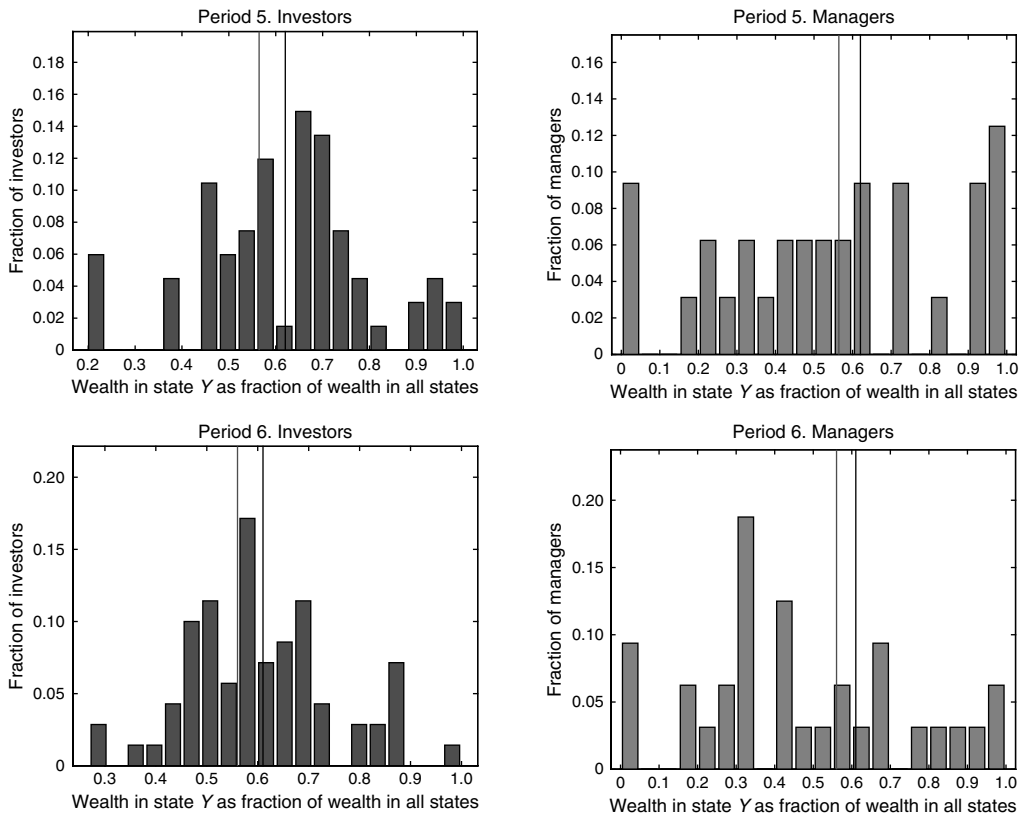 Period 5. Investors
Fraction of investors
0.18
0.16
0.14
0.12
0.10
0.08
0.06
0.04
0.02
0
0.2 0.3 0.4 0.5 0.6 0.7 0.8 0.9 1.0
Wealth in state Y as fraction of wealth in all states
Period 5. Managers
Fraction of managers
0.16
0.14
0.12
0.10
0.08
0.06
0.04
0.02
0
0 0.1 0.2 0.3 0.4 0.5 0.6 0.7 0.8 0.9 1.0
Wealth in state Y as fraction of wealth in all states
Period 6. Investors
Fraction of investors
0.20
0.15
0.10
0.05
0
0.3 0.4 0.5 0.6 0.7 0.8 0.9 1.0
Wealth in state Y as fraction of wealth in all states
Period 6. Managers
Fraction of managers
0.20
0.15
0.10
0.05
0
0 0.1 0.2 0.3 0.4 0.5 0.6 0.7 0.8 0.9 1.0
Wealth in state Y as fraction of wealth in all states